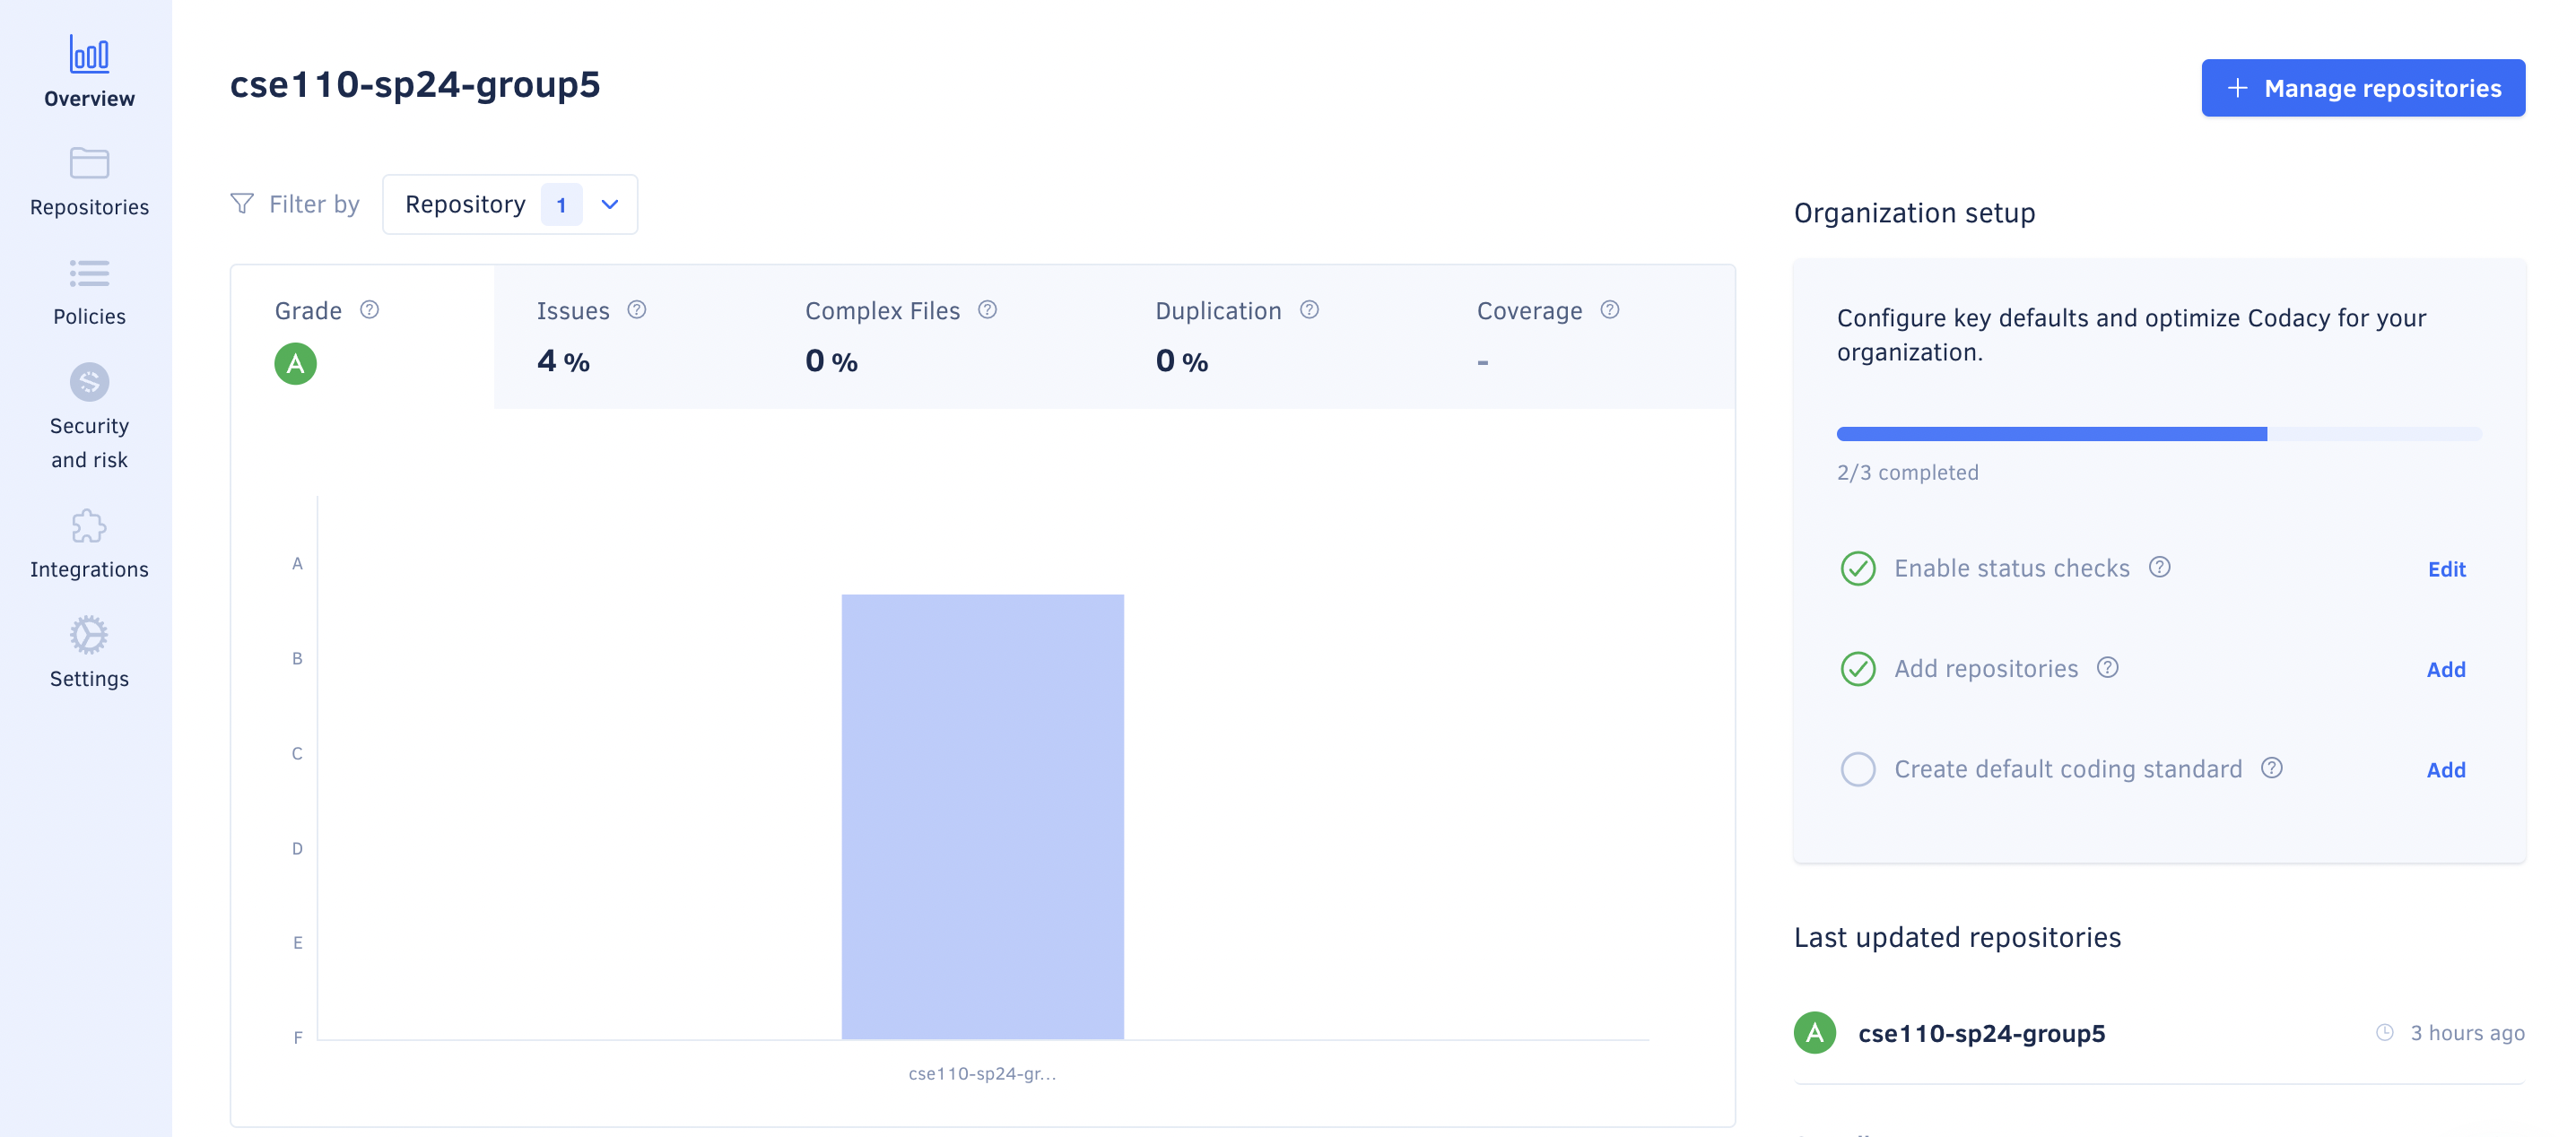 Overview
Repositories
Policies
Security
and risk
Integrations
Settings
cse110-sp24-group5
+ Manage repositories
Filter by
Repository 1
Grade
A
Issues
4 %
Complex Files
0 %
Duplication
0 %
Coverage
-
A
B
C
D
E
F
cse110-sp24-gr...
Organization setup
Configure key defaults and optimize Codacy for your
organization.
2/3 completed
Enable status checks
Edit
Add repositories
Add
Create default coding standard
Add
Last updated repositories
A cse110-sp24-group5
3 hours ago